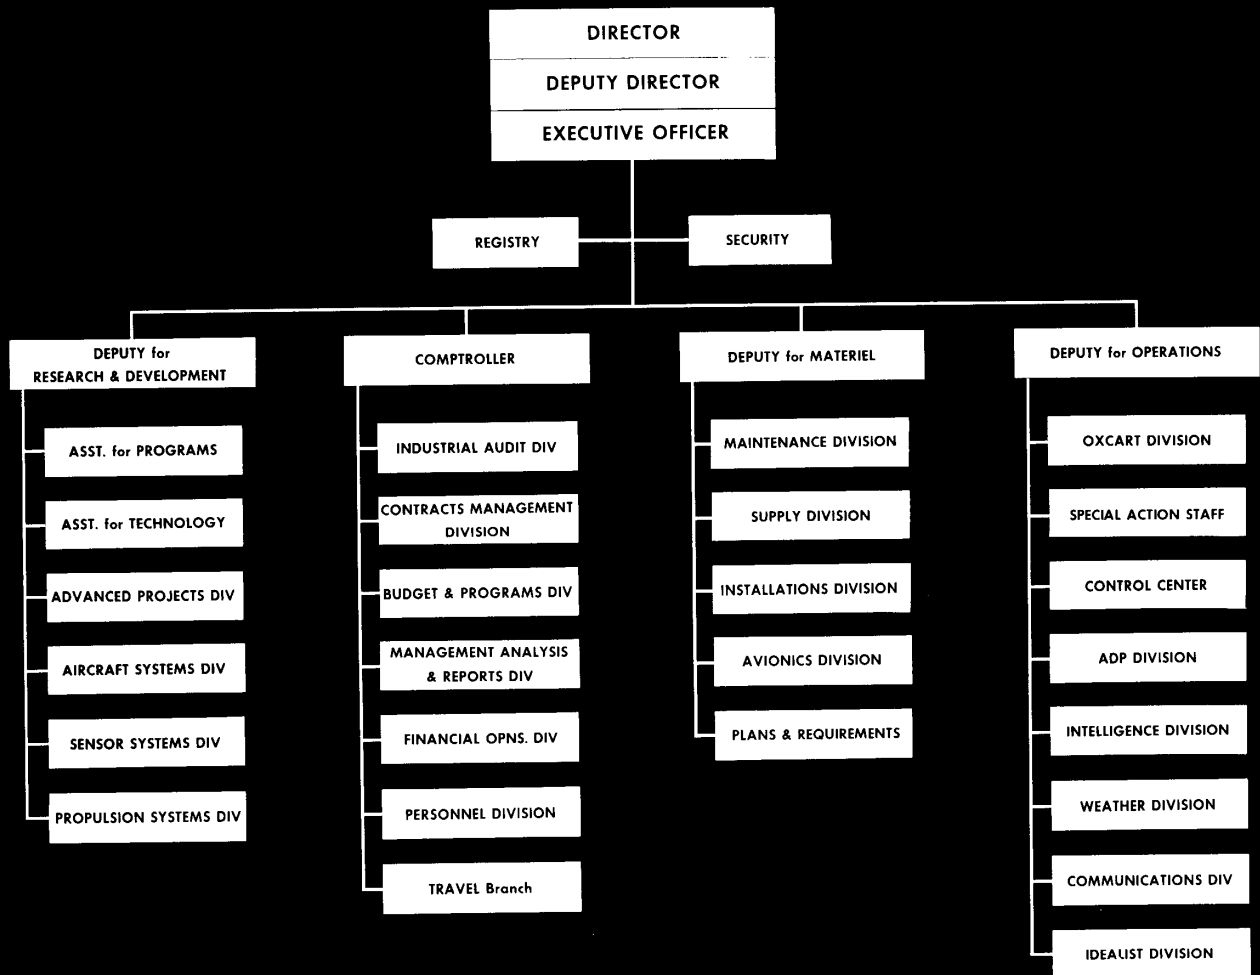 DIRECTOR
DEPUTY DIRECTOR
EXECUTIVE OFFICER
REGISTRY
SECURITY
DEPUTY for
RESEARCH & DEVELOPMENT
ASST. for PROGRAMS
ASST. for TECHNOLOGY
ADVANCED PROJECTS DIV
AIRCRAFT SYSTEMS DIV
SENSOR SYSTEMS DIV
PROPULSION SYSTEMS DIV
COMPTROLLER
INDUSTRIAL AUDIT DIV
CONTRACTS MANAGEMENT
DIVISION
BUDGET & PROGRAMS DIV
MANAGEMENT ANALYSIS
& REPORTS DIV
FINANCIAL OPNS. DIV
PERSONNEL DIVISION
TRAVEL Branch
DEPUTY for MATERIEL
MAINTENANCE DIVISION
SUPPLY DIVISION
INSTALLATIONS DIVISION
AVIONICS DIVISION
PLANS & REQUIREMENTS
DEPUTY for OPERATIONS
OXCART DIVISION
SPECIAL ACTION STAFF
CONTROL CENTER
ADP DIVISION
INTELLIGENCE DIVISION
WEATHER DIVISION
COMMUNICATIONS DIV
IDEALIST DIVISION